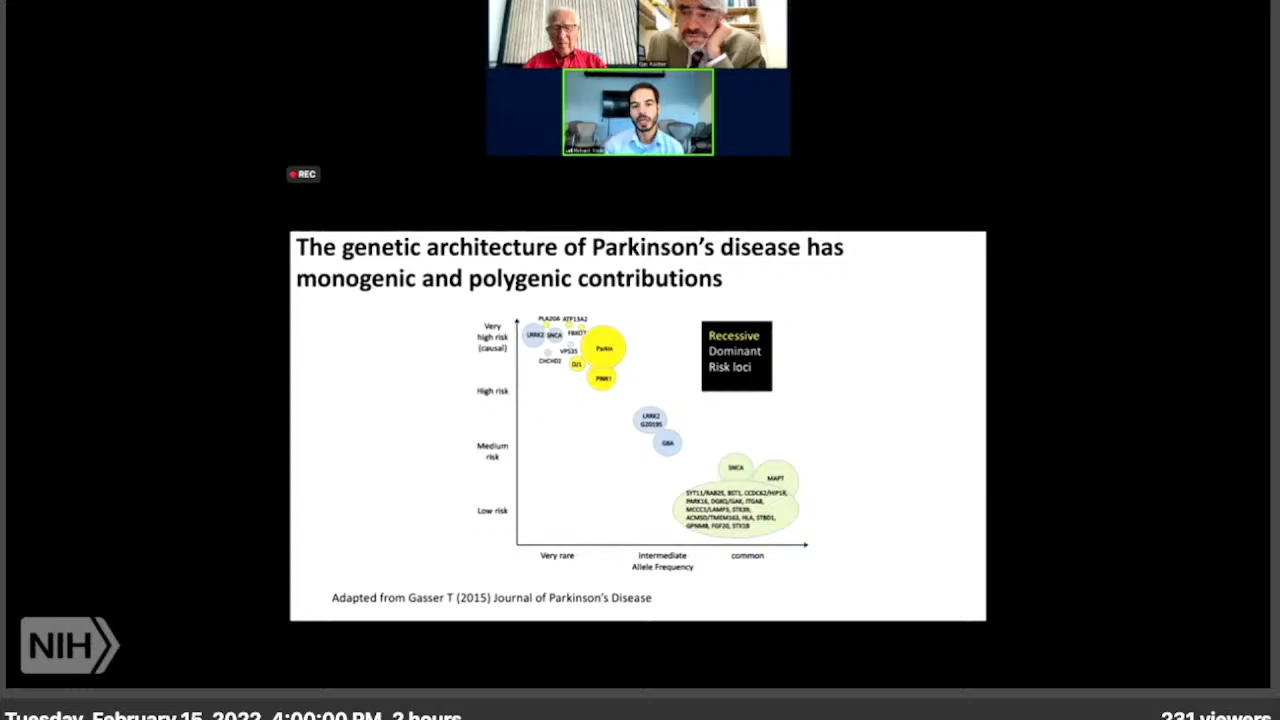 Dan Kastner
REC
The genetic architecture of Parkinson's disease has
monogenic and polygenic contributions
Very
high risk
(causal)
High risk
Medium
risk
Low risk
PLA2G6 ATP13A2
LRRK2 SNCA FBXO7
Parkin
VPS35
CHCHD2
DJ1
PINK1
LRRK2
G2019S
GBA
SNCA
MAPT
SYT11/RAB25, BST1, CCDC62/HIP1R,
PARK16, DGKQ/GAK, ITGA8,
MCCC1/LAMP3, STK39,
ACMSD/TMEM163, HLA, STBD1,
GPNMB, FGF20, STX1B
Recessive
Dominant
Risk loci
Very rare
intermediate
common
Allele Frequency
Adapted from Gasser T (2015) Journal of Parkinson's Disease
NIH
Tuesday, February 15, 2022, 4:00:00 PM, 2 hours
231 viewers